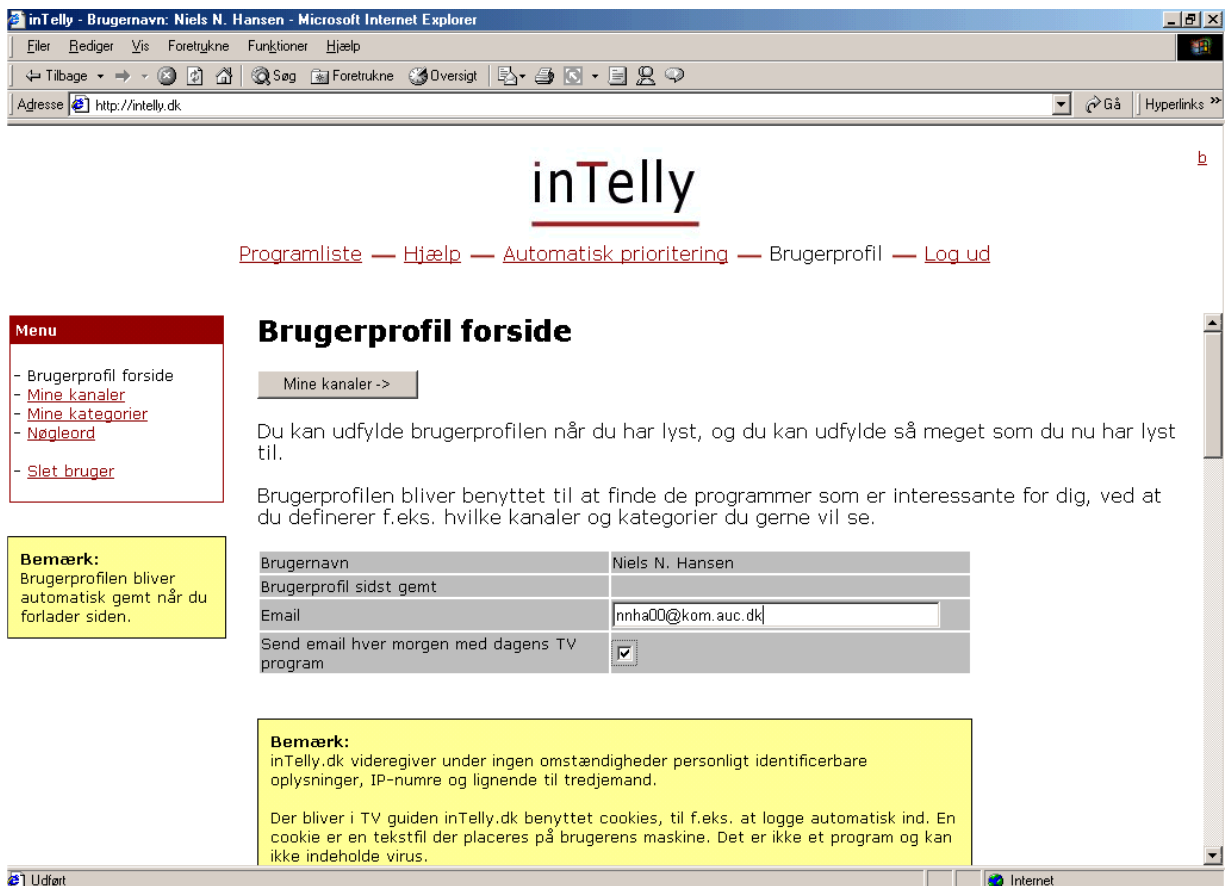 inTelly - Brugernavn: Niels N. Hansen - Microsoft Internet Explorer
Filer Rediger Vis Foretrukne Funktioner Hjælp
Tilbage Søg Foretrukne Oversigt
Adresse http://intelly.dk Gå Hyperlinks »
b
inTelly
Programliste — Hjælp — Automatisk prioritering — Brugerprofil — Log ud
Menu
- Brugerprofil forside
- Mine kanaler
- Mine kategorier
- Nøgleord
- Slet bruger
Bemærk:
Brugerprofilen bliver
automatisk gemt når du
forlader siden.
Brugerprofil forside
Mine kanaler ->
Du kan udfylde brugerprofilen når du har lyst, og du kan udfylde så meget som du nu har lyst
til.
Brugerprofilen bliver benyttet til at finde de programmer som er interessante for dig, ved at
du definerer f.eks. hvilke kanaler og kategorier du gerne vil se.
Brugernavn Niels N. Hansen
Brugerprofil sidst gemt
Email nnha00@kom.auc.dk
Send email hver morgen med dagens TV
program
Bemærk:
inTelly.dk videregiver under ingen omstændigheder personligt identificerbare
oplysninger, IP-numre og lignende til tredjemand.
Der bliver i TV guiden inTelly.dk benyttet cookies, til f.eks. at logge automatisk ind. En
cookie er en tekstfil der placeres på brugerens maskine. Det er ikke et program og kan
ikke indeholde virus.
Udført Internet